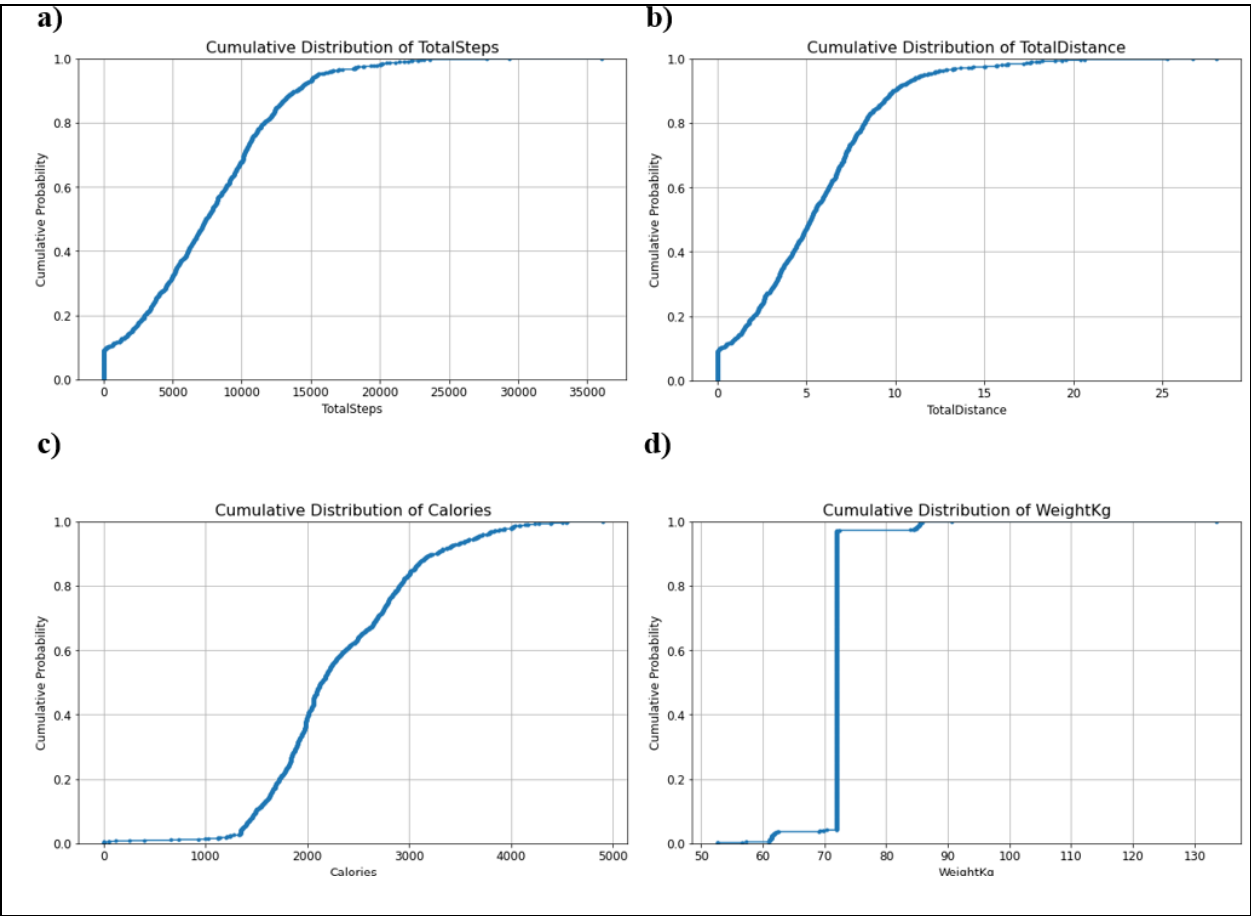 a)
Cumulative Distribution of TotalSteps
1.0
0.8
0.6
0.4
0.2
0.0
Cumulative Probability
0 5000 10000 15000 20000 25000 30000 35000
TotalSteps
b)
Cumulative Distribution of TotalDistance
1.0
0.8
0.6
0.4
0.2
0.0
Cumulative Probability
0 5 10 15 20 25
TotalDistance
c)
Cumulative Distribution of Calories
1.0
0.8
0.6
0.4
0.2
0.0
Cumulative Probability
0 1000 2000 3000 4000 5000
Calories
d)
Cumulative Distribution of WeightKg
1.0
0.8
0.6
0.4
0.2
0.0
Cumulative Probability
50 60 70 80 90 100 110 120 130
WeightKg